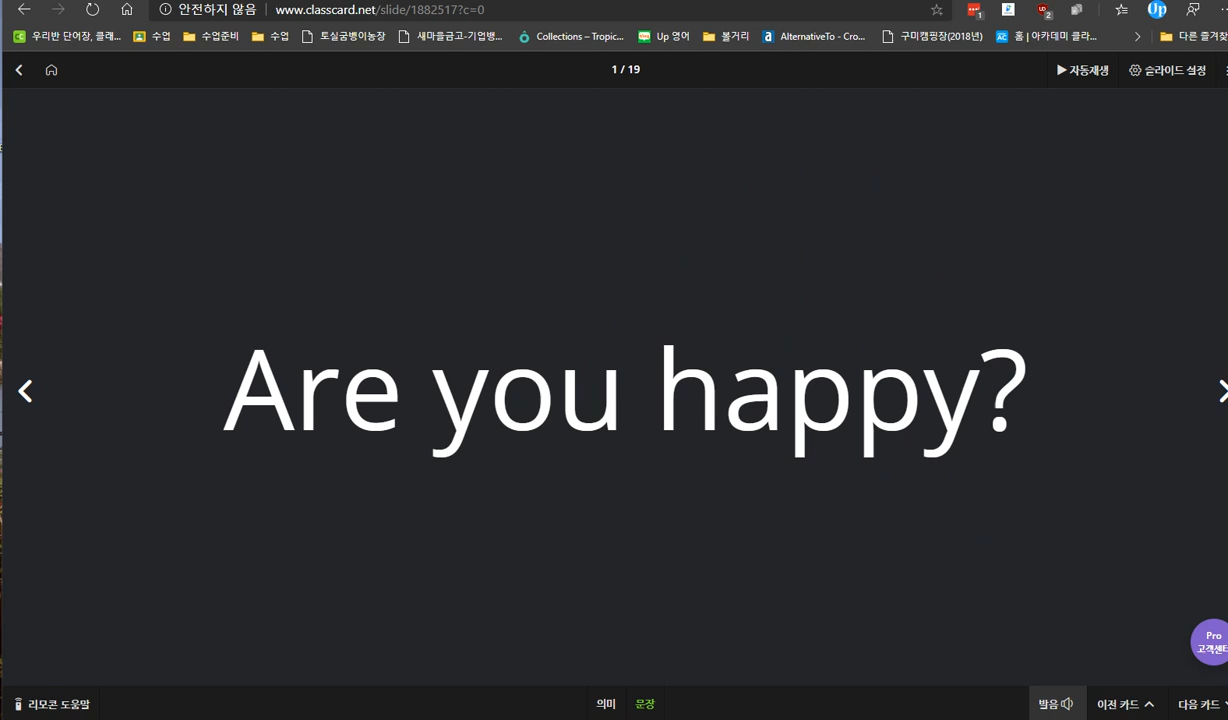 안전하지 않음 www.classcard.net/slide/1882517?c=0
1 Up 2
우리반 단어장, 클래... 수업 수업준비 수업 토실굼벵이농장 새마을금고-기업뱅... Collections – Tropic... Up 영어 볼거리 AlternativeTo - Cro... 구미캠핑장(2018년) 홈 | 아카데미 클라... 다른 즐겨찾
1 / 19 자동재생 슬라이드 설정
Are you happy?
Pro
고객센터
리모콘 도움말 의미 문장 발음 이전 카드 다음 카드